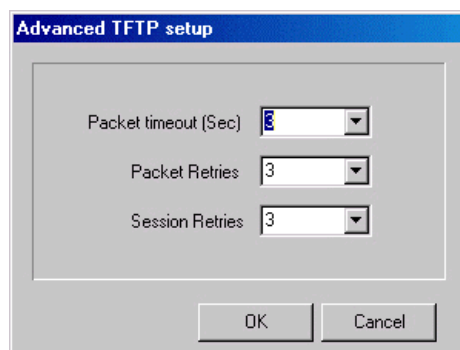 Advanced TFTP setup
Packet timeout (Sec) 3
Packet Retries 3
Session Retries 3
OK Cancel